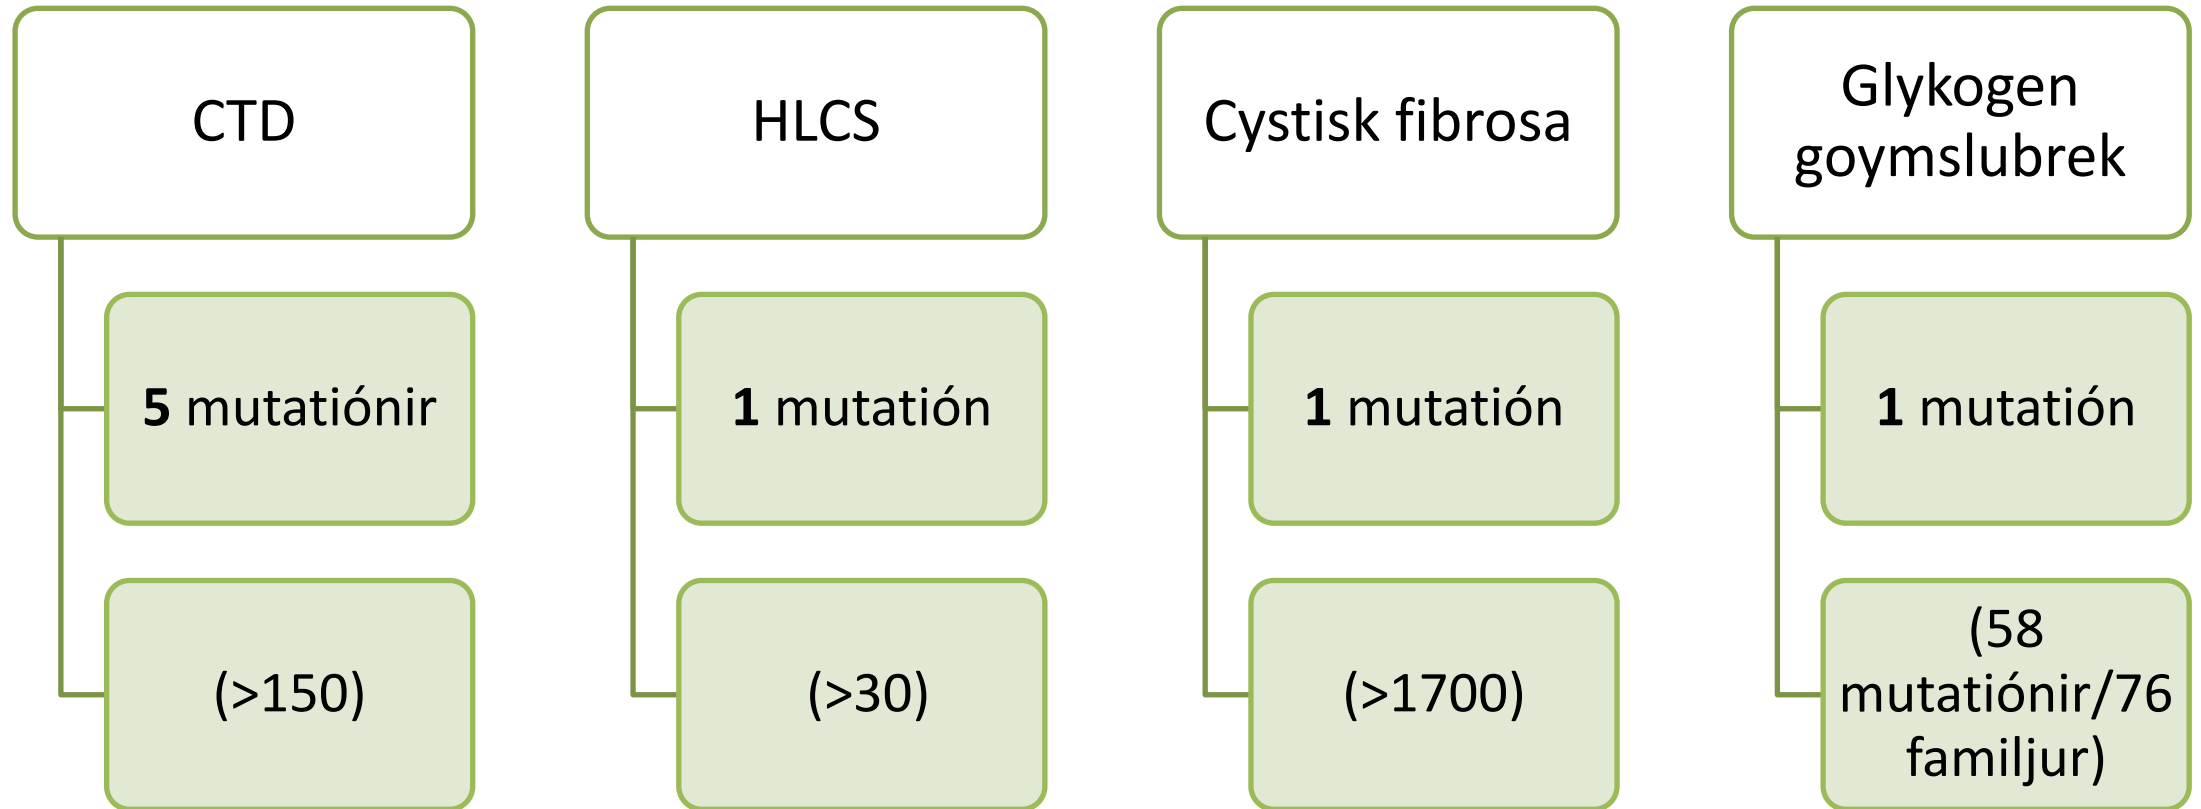 CTD
5 mutatiónir
(>150)
HLCS
1 mutatión
(>30)
Cystisk fibrosa
1 mutatión
(>1700)
Glykogen
goymslubrek
1 mutatión
(58
mutatiónir/76
familjur)